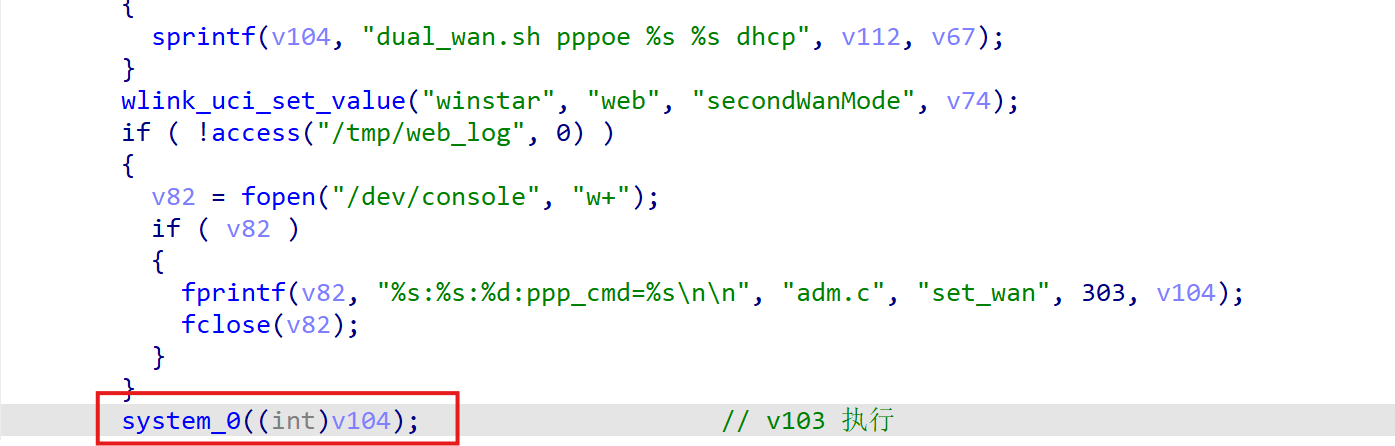 {
sprintf(v104, "dual_wan.sh pppoe %s %s dhcp", v112, v67);
}
wlink_uci_set_value("winstar", "web", "secondWanMode", v74);
if ( !access("/tmp/web_log", 0) )
{
v82 = fopen("/dev/console", "w+");
if ( v82 )
{
fprintf(v82, "%s:%s:%d:ppp_cmd=%s\n\n", "adm.c", "set_wan", 303, v104);
fclose(v82);
}
}
system_0((int)v104); // v103 执行